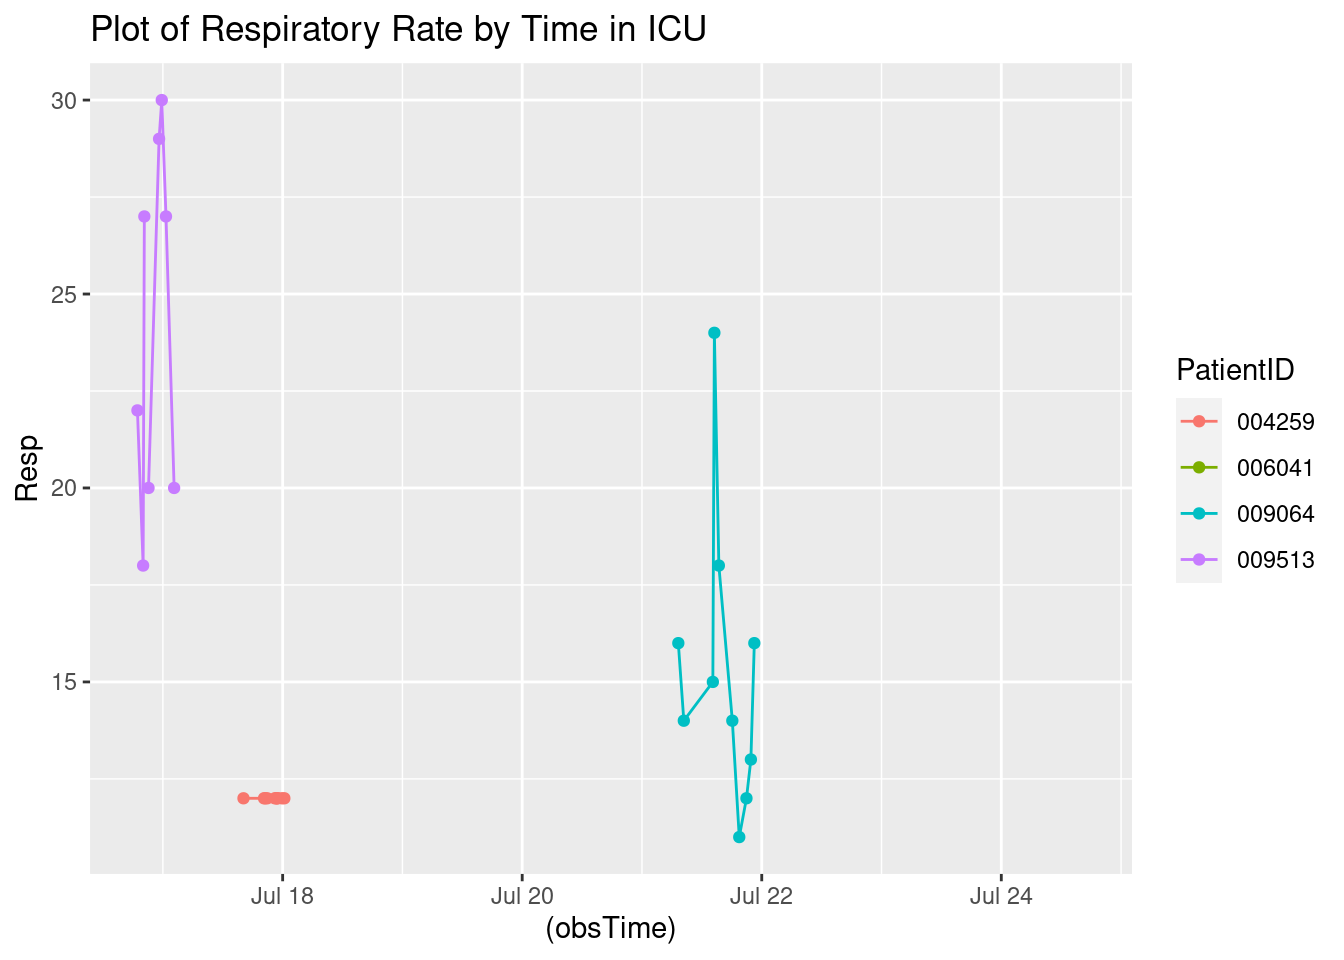 Plot of Respiratory Rate by Time in ICU
30
25
20
15
Resp
Jul 18
Jul 20
Jul 22
Jul 24
(obsTime)
PatientID
004259
006041
009064
009513